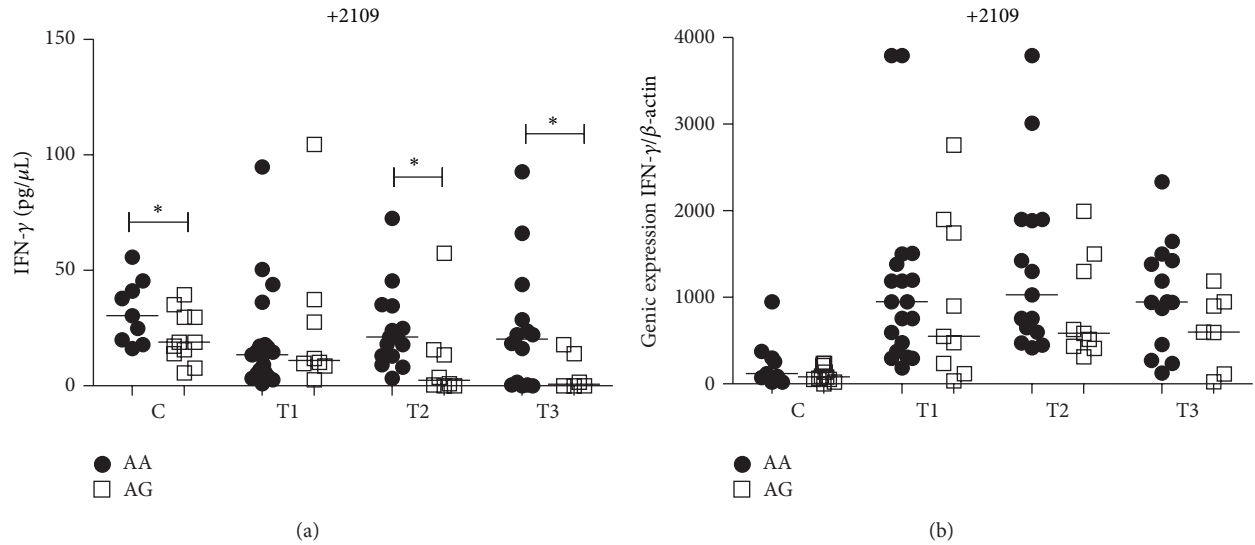 +2109
150
100
50
0
IFN-γ (pg/μL)
*
*
*
C
T1
T2
T3
AA
AG
(a)
+2109
4000
3000
2000
1000
0
Genic expression IFN-γ/β-actin
C
T1
T2
T3
AA
AG
(b)